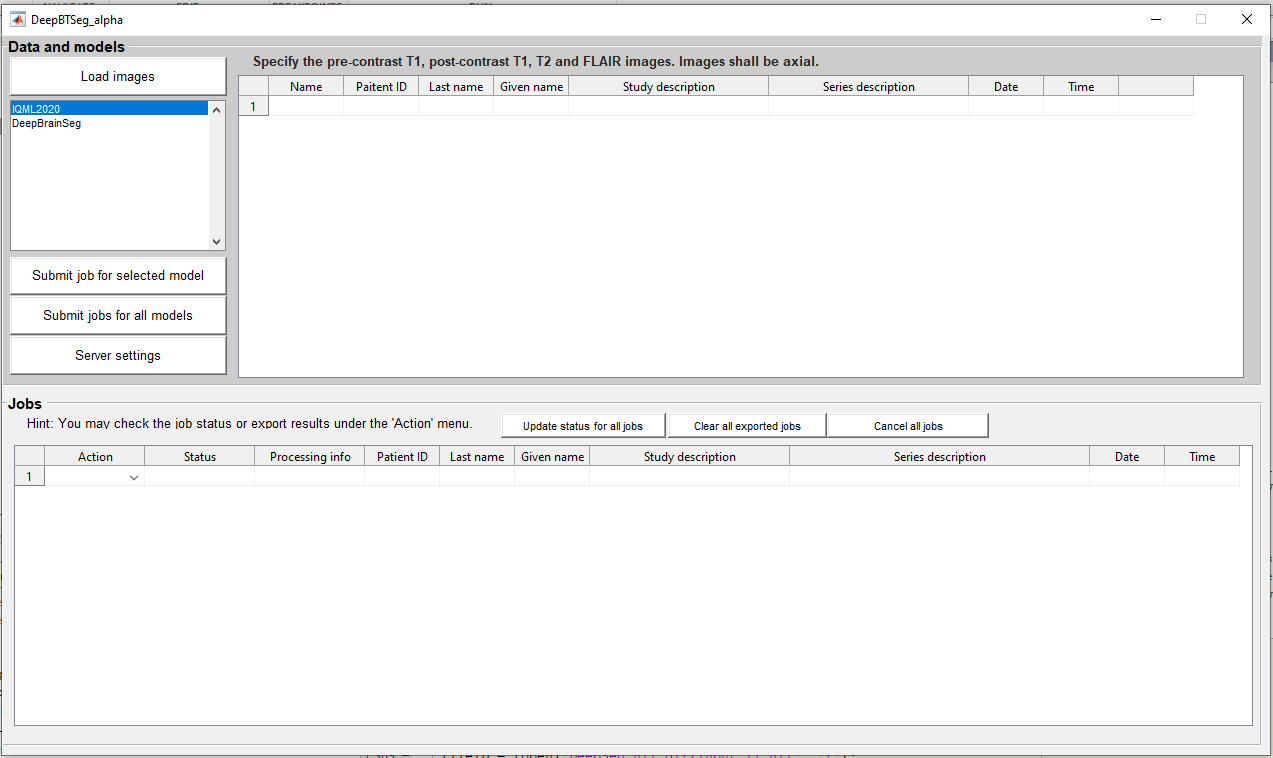 DeepBTSeg_alpha
Data and models
Load images
Specify the pre-contrast T1, post-contrast T1, T2 and FLAIR images. Images shall be axial.
Name Paitent ID Last name Given name Study description Series description Date Time
1
IQML2020
DeepBrainSeg
Submit job for selected model
Submit jobs for all models
Server settings
Jobs
Hint: You may check the job status or export results under the 'Action' menu.
Update status for all jobs
Clear all exported jobs
Cancel all jobs
Action Status Processing info Patient ID Last name Given name Study description Series description Date Time
1